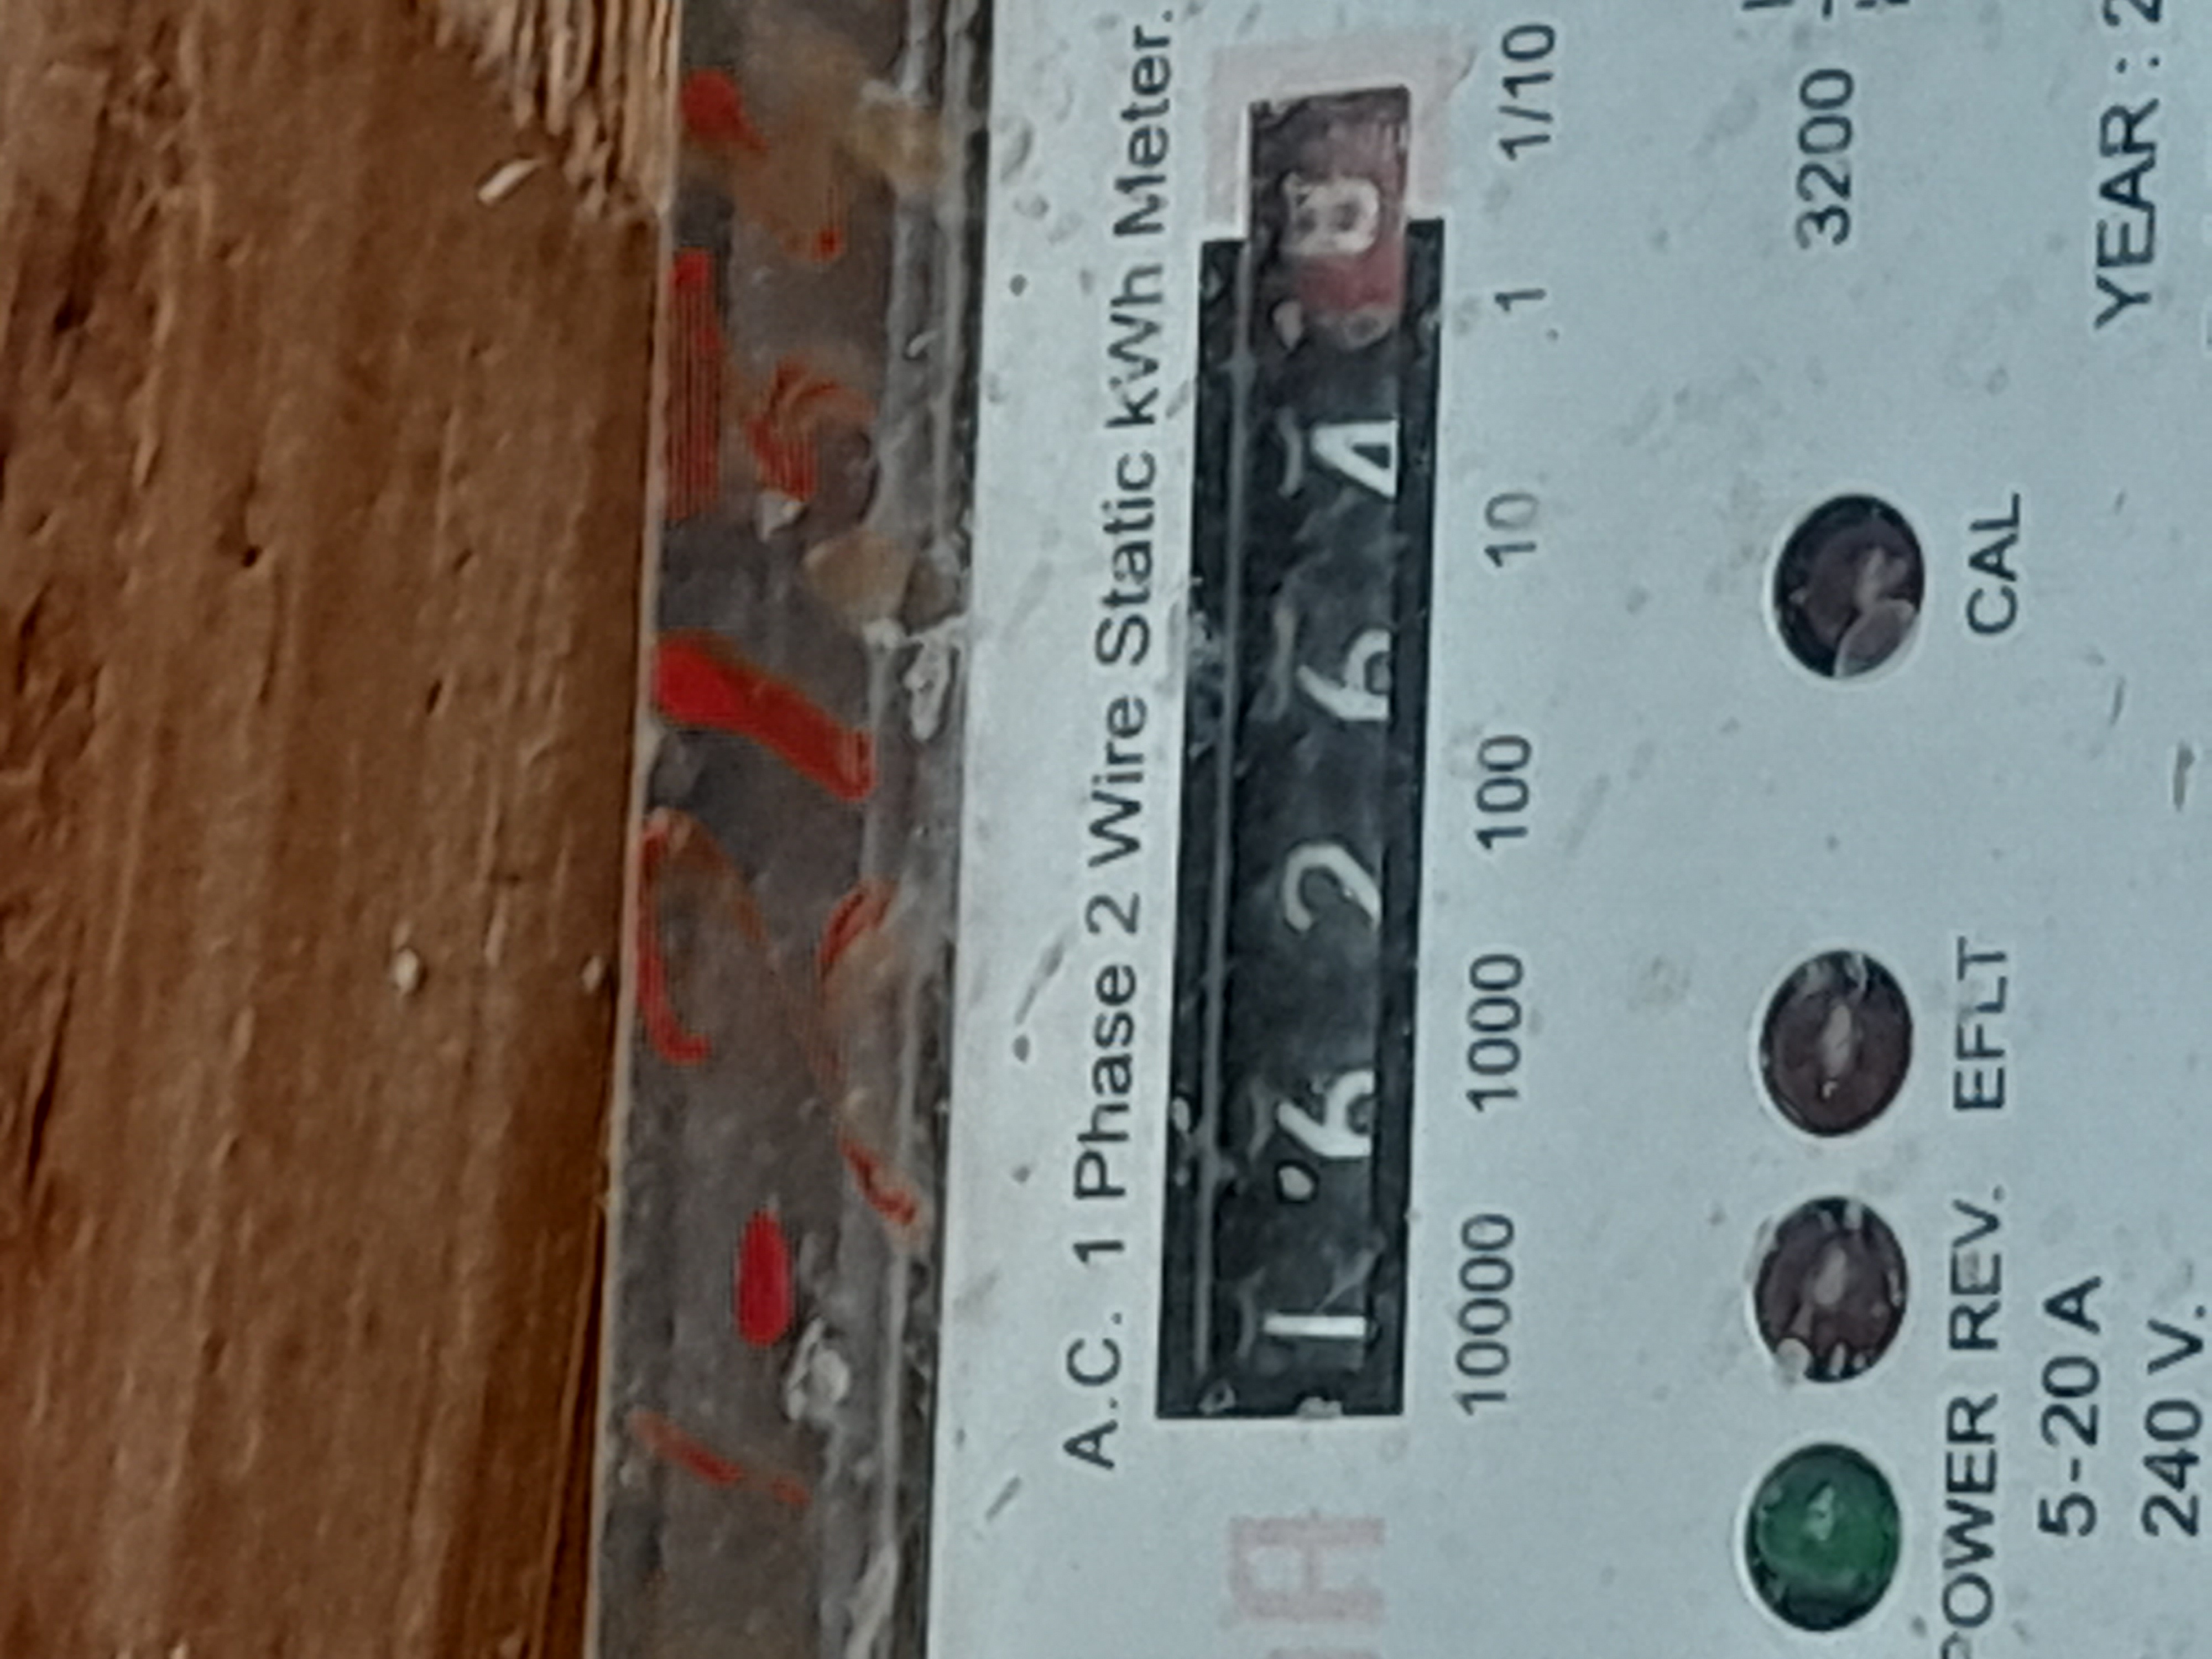 A.C. 1 Phase 2 Wire Static kWh Meter.
1 6 2 6 4 8
10000 1000 100 10 1 1/10
POWER REV. EFLT CAL
3200
5-20 A
240 V.
YEAR : 2